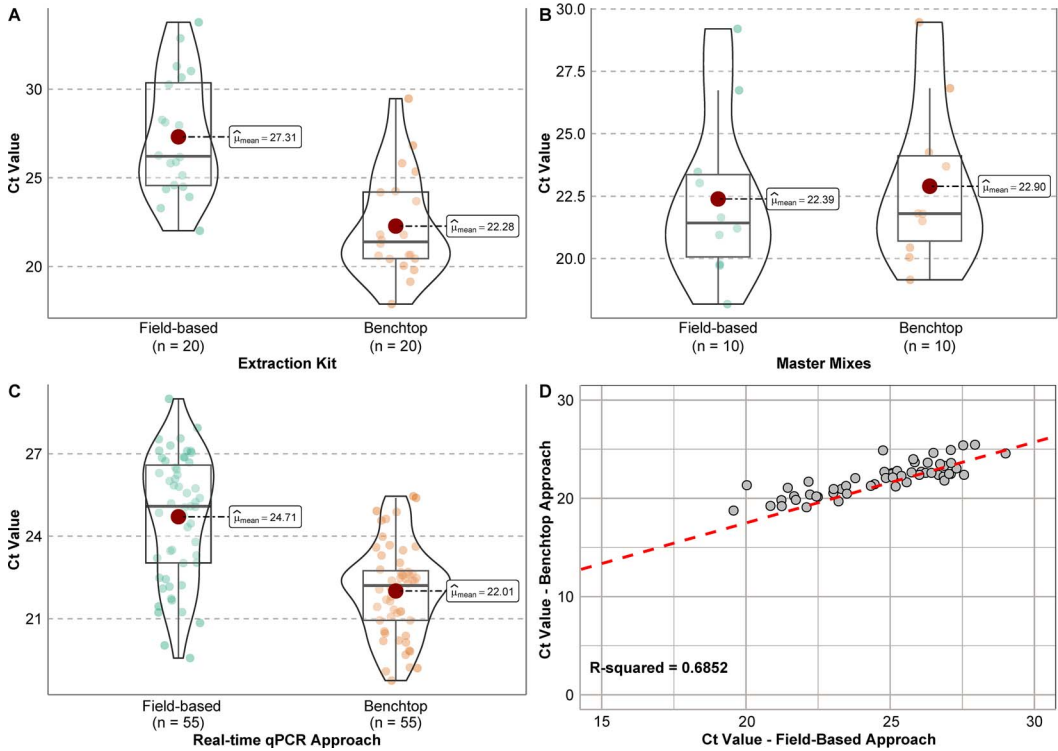 A
Ct Value
30
25
20
μ̂mean = 27.31
μ̂mean = 22.28
Field-based
(n = 20)
Benchtop
(n = 20)
Extraction Kit
B
Ct Value
30.0
27.5
25.0
22.5
20.0
μ̂mean = 22.39
μ̂mean = 22.90
Field-based
(n = 10)
Benchtop
(n = 10)
Master Mixes
C
Ct Value
27
24
21
μ̂mean = 24.71
μ̂mean = 22.01
Field-based
(n = 55)
Benchtop
(n = 55)
Real-time qPCR Approach
D
Ct Value - Benchtop Approach
30
25
20
15
10
5
0
R-squared = 0.6852
15
20
25
30
Ct Value - Field-Based Approach